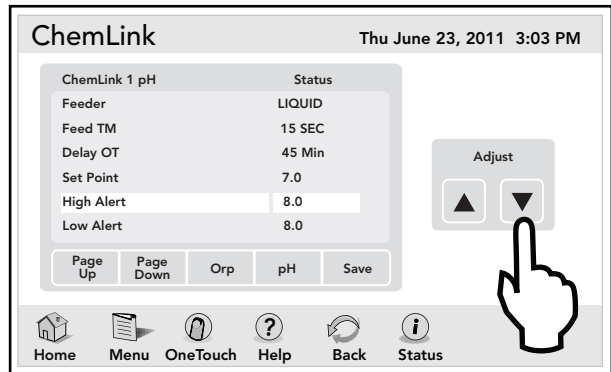 ChemLink Thu June 23, 2011 3:03 PM
ChemLink 1 pH Status
Feeder LIQUID
Feed TM 15 SEC
Delay OT 45 Min
Set Point 7.0
High Alert 8.0
Low Alert 8.0
Adjust
Page Up Page Down Orp pH Save
Home Menu OneTouch Help Back Status